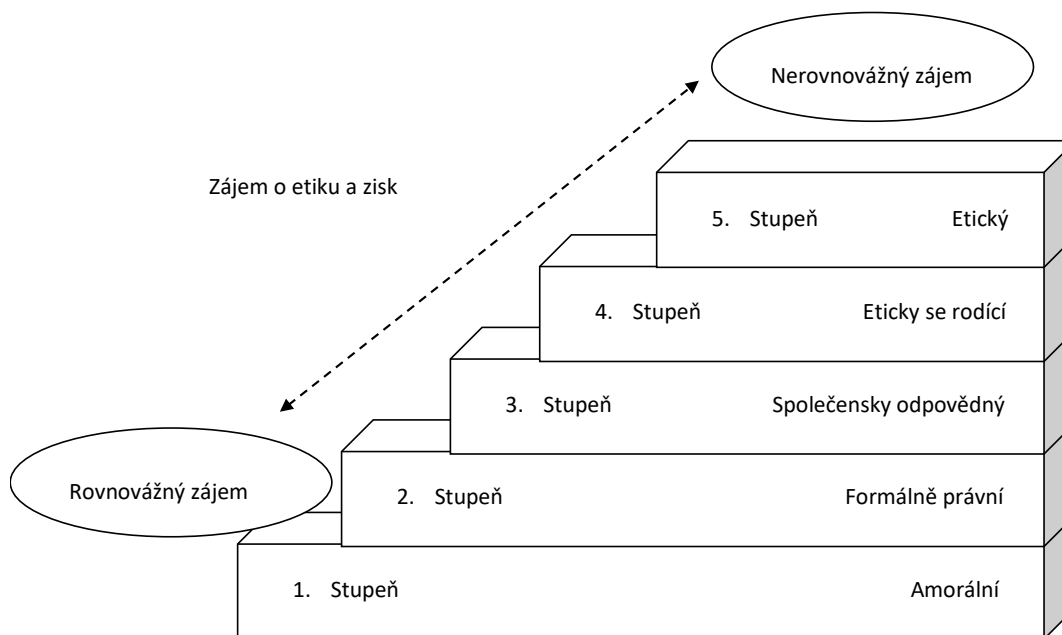 Nerovnovážný zájem
Zájem o etiku a zisk
5. Stupeň Etický
4. Stupeň Eticky se rodící
3. Stupeň Společensky odpovědný
Rovnovážný zájem
2. Stupeň Formálně právní
1. Stupeň Amorální